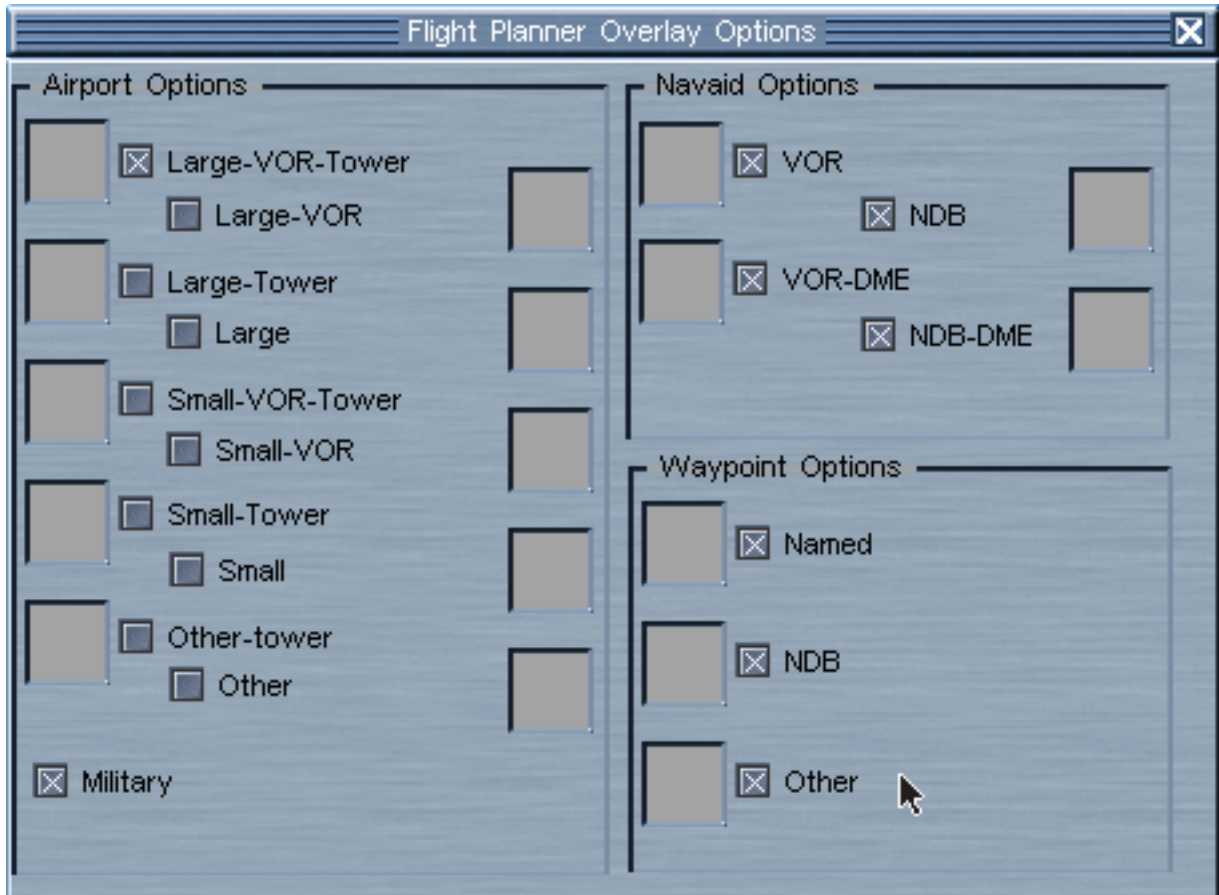 Flight Planner Overlay Options
Airport Options
Large-VOR-Tower
Large-VOR
Large-Tower
Large
Small-VOR-Tower
Small-VOR
Small-Tower
Small
Other-tower
Other
Military
Navaid Options
VOR
NDB
VOR-DME
NDB-DME
Waypoint Options
Named
NDB
Other